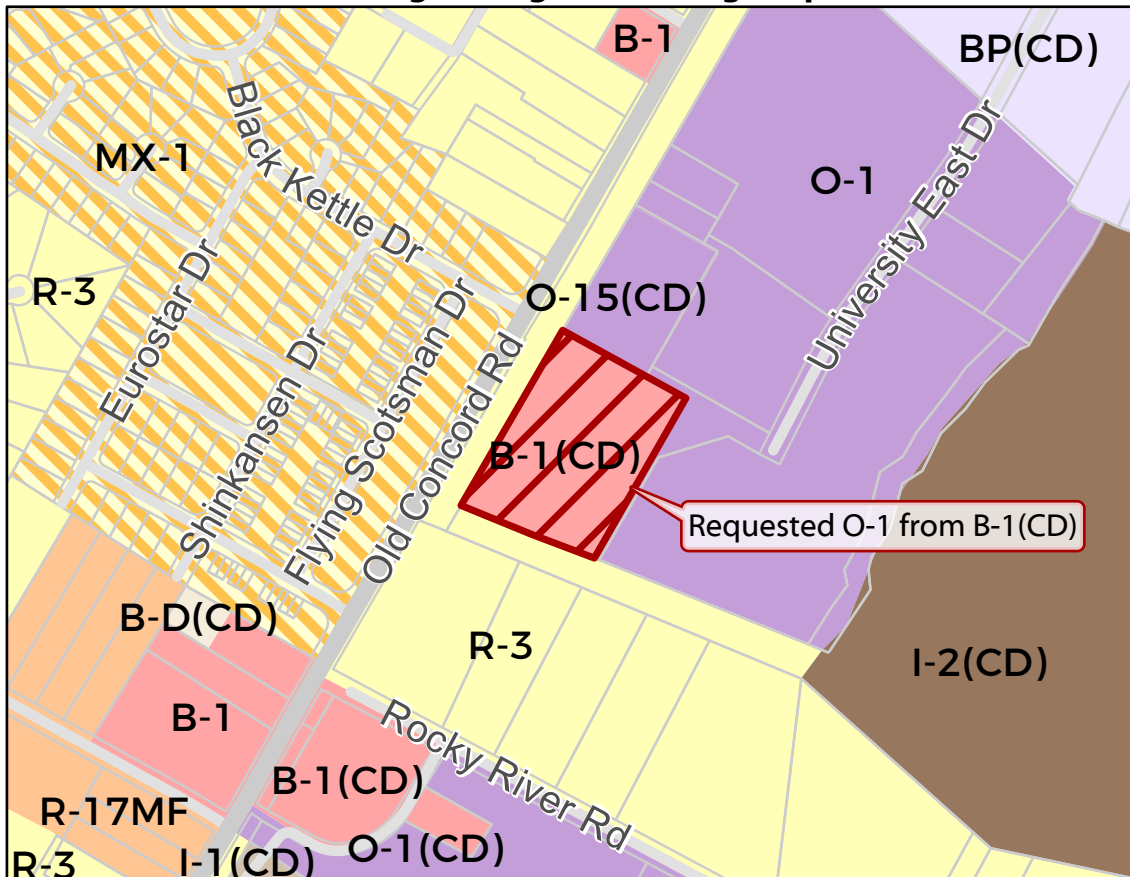 B-1
BP(CD)
Black Kettle Dr
MX-1
O-1
University East Dr
R-3
O-15(CD)
Eurostar Dr
Shinkansen Dr
Flying Scotsman Dr
Old Concord Rd
B-1(CD)
Requested O-1 from B-1(CD)
B-D(CD)
R-3
I-2(CD)
B-1
Rocky River Rd
B-1(CD)
R-17MF
O-1(CD)
I-1(CD)
R-3